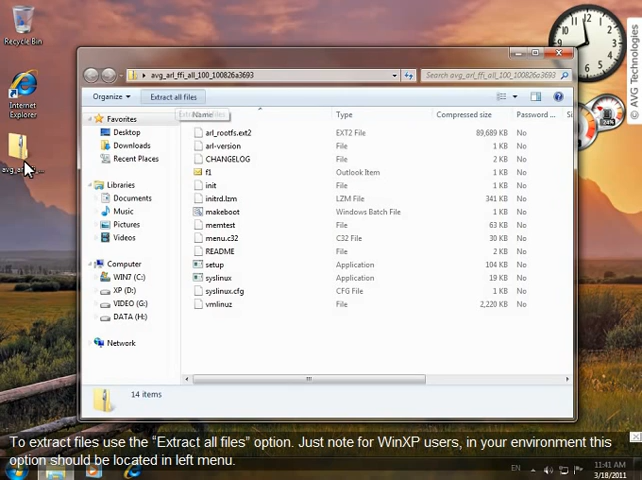 Recycle Bin
Internet
Explorer
© AVG Technologies
avg_arl_ffi_all_100_100826a3693
Search avg_arl_ffi_all_100_100826a3693
Organize
Extract all files
Favorites
Desktop
Downloads
Recent Places
Libraries
Documents
Music
Pictures
Videos
Computer
WIN7 (C:)
XP (D:)
VIDEO (G:)
DATA (H:)
Network
Name Type Compressed size Password ... Si
arl_rootfs.ext2 EXT2 File 89,689 KB No
arl-version File 1 KB No
CHANGELOG File 2 KB No
f1 Outlook Item 1 KB No
init File 1 KB No
initrd.lzm LZM File 341 KB No
makeboot Windows Batch File 1 KB No
memtest File 63 KB No
menu.c32 C32 File 30 KB No
README File 2 KB No
setup Application 104 KB No
syslinux Application 19 KB No
syslinux.cfg CFG File 1 KB No
vmlinuz File 2,220 KB No
14 items
24%
To extract files use the “Extract all files” option. Just note for WinXP users, in your environment this
option should be located in left menu.
EN
11:41 AM
3/18/2011